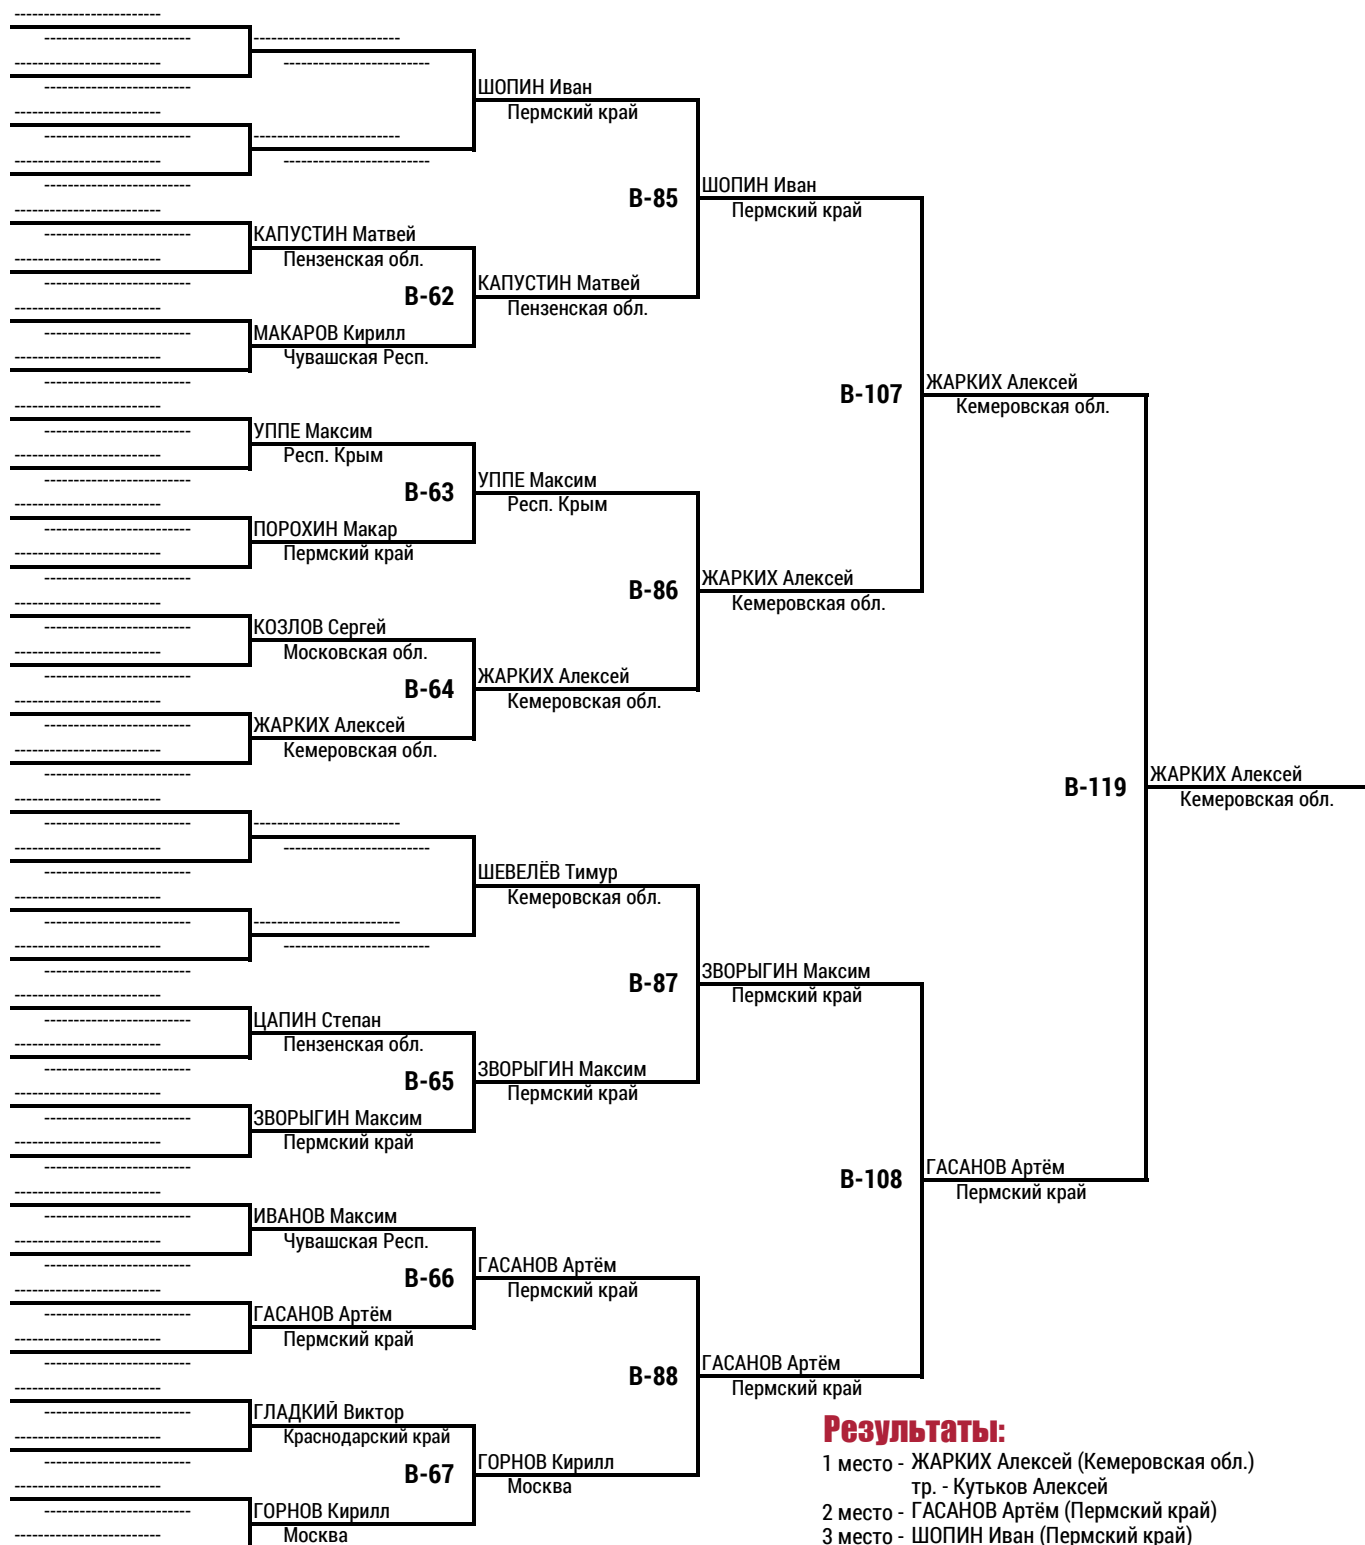 ШОПИН Иван
Пермский край
B-85
ШОПИН Иван
Пермский край
КАПУСТИН Матвей
Пензенская обл.
B-62
КАПУСТИН Матвей
Пензенская обл.
МАКАРОВ Кирилл
Чувашская Респ.
B-107
ЖАРКИХ Алексей
Кемеровская обл.
УППЕ Максим
Респ. Крым
B-63
УППЕ Максим
Респ. Крым
ПОРОХИН Макар
Пермский край
B-86
ЖАРКИХ Алексей
Кемеровская обл.
КОЗЛОВ Сергей
Московская обл.
B-64
ЖАРКИХ Алексей
Кемеровская обл.
ЖАРКИХ Алексей
Кемеровская обл.
B-119
ЖАРКИХ Алексей
Кемеровская обл.
ШЕВЕЛЁВ Тимур
Кемеровская обл.
B-87
ЗВОРЫГИН Максим
Пермский край
ЦАПИН Степан
Пензенская обл.
B-65
ЗВОРЫГИН Максим
Пермский край
ЗВОРЫГИН Максим
Пермский край
B-108
ГАСАНОВ Артём
Пермский край
ИВАНОВ Максим
Чувашская Респ.
B-66
ГАСАНОВ Артём
Пермский край
ГАСАНОВ Артём
Пермский край
B-88
ГАСАНОВ Артём
Пермский край
ГЛАДКИЙ Виктор
Краснодарский край
B-67
ГОРНОВ Кирилл
Москва
ГОРНОВ Кирилл
Москва
Результаты:
1 место - ЖАРКИХ Алексей (Кемеровская обл.)
тр. - Кутьков Алексей
2 место - ГАСАНОВ Артём (Пермский край)
3 место - ШОПИН Иван (Пермский край)